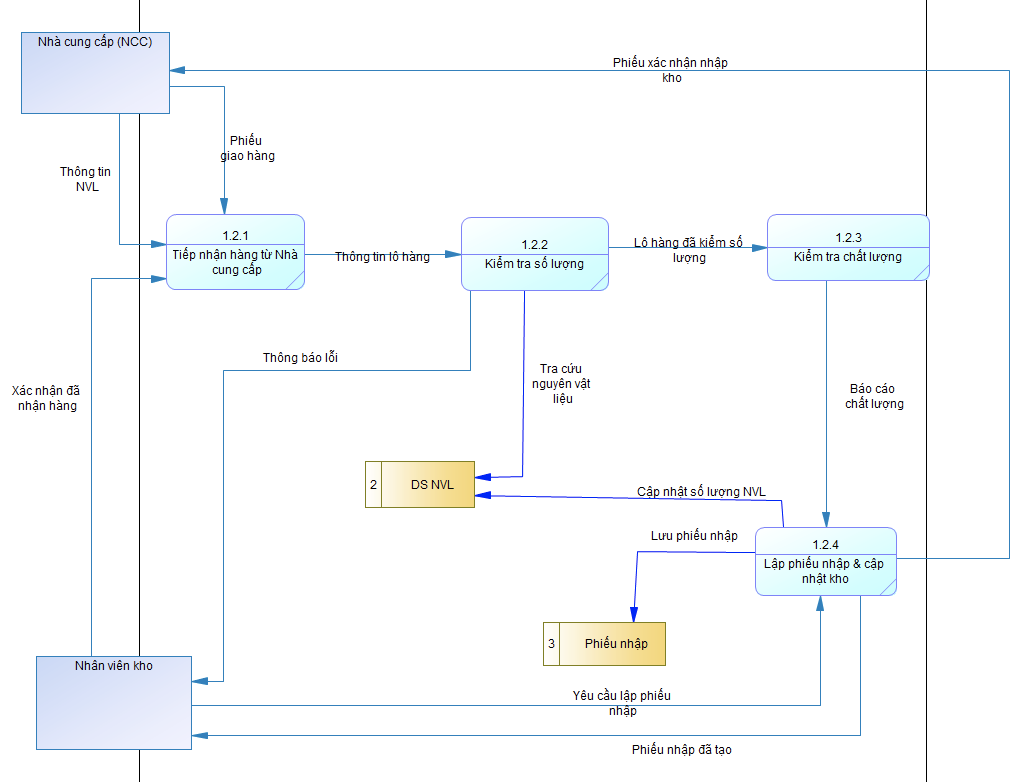 Nhà cung cấp (NCC)
Phiếu xác nhận nhập
kho
Phiếu
giao hàng
Thông tin
NVL
1.2.1
Tiếp nhận hàng từ Nhà
cung cấp
Thông tin lô hàng
1.2.2
Kiểm tra số lượng
Lô hàng đã kiểm số
lượng
1.2.3
Kiểm tra chất lượng
Thông báo lỗi
Tra cứu
nguyên vật
liệu
Xác nhận đã
nhận hàng
Báo cáo
chất lượng
2
DS NVL
Cập nhật số lượng NVL
Lưu phiếu nhập
1.2.4
Lập phiếu nhập & cập
nhật kho
3
Phiếu nhập
Nhân viên kho
Yêu cầu lập phiếu
nhập
Phiếu nhập đã tạo